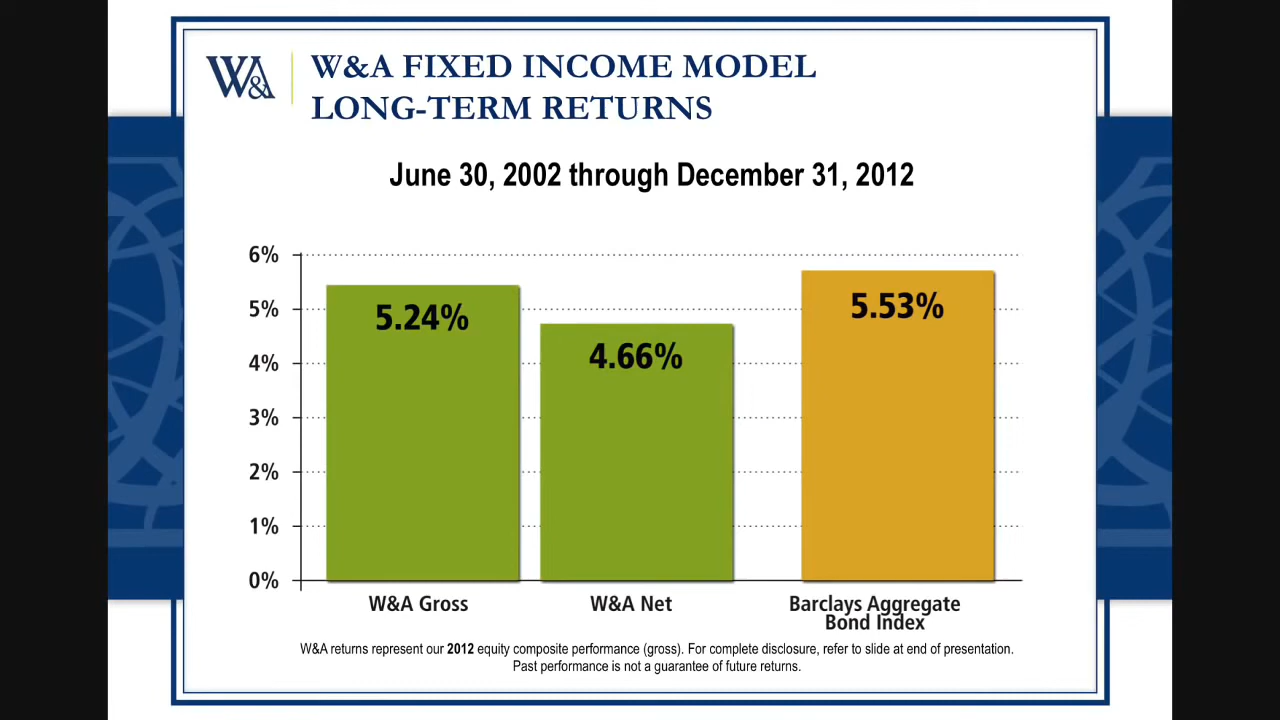 W&A
W&A FIXED INCOME MODEL
LONG-TERM RETURNS
June 30, 2002 through December 31, 2012
6%
5%
4%
3%
2%
1%
0%
5.24%
4.66%
5.53%
W&A Gross
W&A Net
Barclays Aggregate
Bond Index
W&A returns represent our 2012 equity composite performance (gross). For complete disclosure, refer to slide at end of presentation.
Past performance is not a guarantee of future returns.